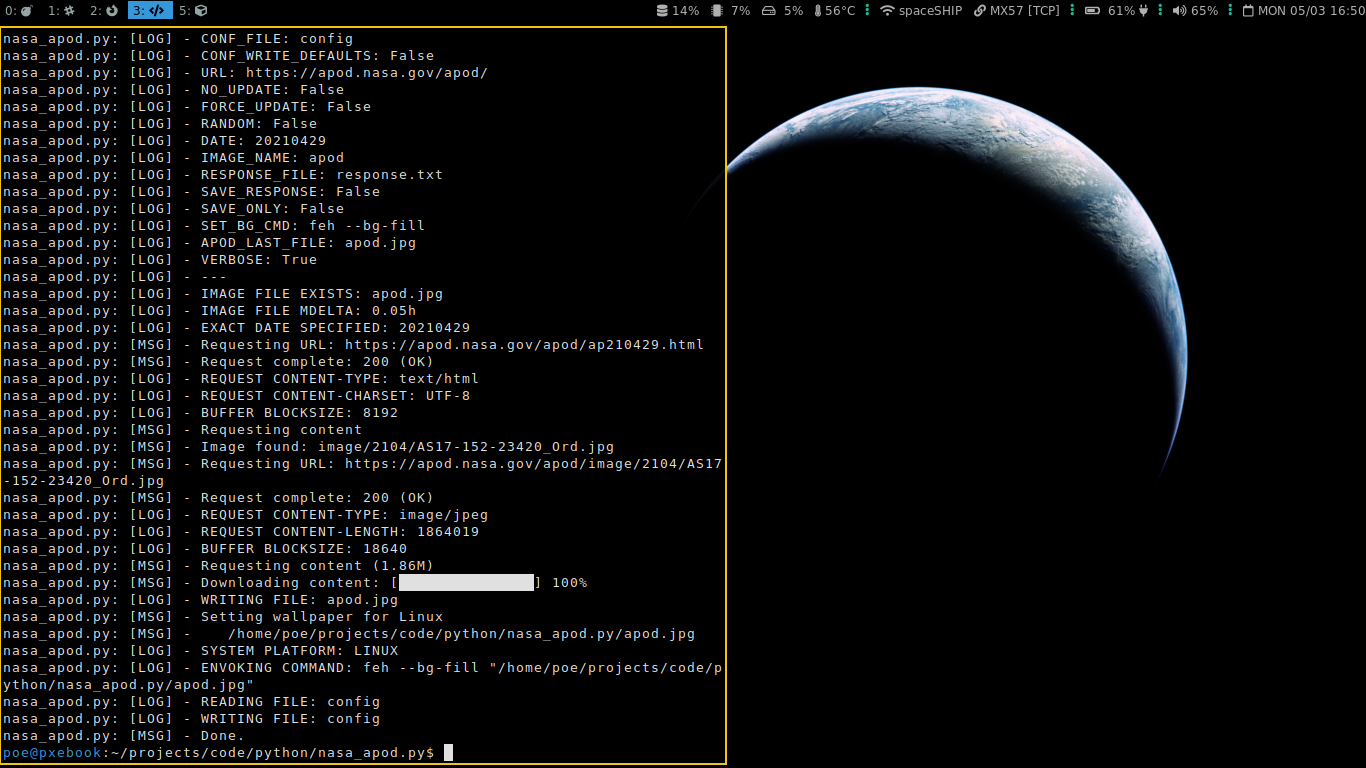 0: 1: 2: 3: 5: 14% 7% 5% 56°C spaceSHIP MX57 [TCP] 61% 65% MON 05/03 16:50
nasa_apod.py: [LOG] - CONF_FILE: config
nasa_apod.py: [LOG] - CONF_WRITE_DEFAULTS: False
nasa_apod.py: [LOG] - URL: https://apod.nasa.gov/apod/
nasa_apod.py: [LOG] - NO_UPDATE: False
nasa_apod.py: [LOG] - FORCE_UPDATE: False
nasa_apod.py: [LOG] - RANDOM: False
nasa_apod.py: [LOG] - DATE: 20210429
nasa_apod.py: [LOG] - IMAGE_NAME: apod
nasa_apod.py: [LOG] - RESPONSE_FILE: response.txt
nasa_apod.py: [LOG] - SAVE_RESPONSE: False
nasa_apod.py: [LOG] - SAVE_ONLY: False
nasa_apod.py: [LOG] - SET_BG_CMD: feh --bg-fill
nasa_apod.py: [LOG] - APOD_LAST_FILE: apod.jpg
nasa_apod.py: [LOG] - VERBOSE: True
nasa_apod.py: [LOG] - ---
nasa_apod.py: [LOG] - IMAGE FILE EXISTS: apod.jpg
nasa_apod.py: [LOG] - IMAGE FILE MDELTA: 0.05h
nasa_apod.py: [LOG] - EXACT DATE SPECIFIED: 20210429
nasa_apod.py: [MSG] - Requesting URL: https://apod.nasa.gov/apod/ap210429.html
nasa_apod.py: [MSG] - Request complete: 200 (OK)
nasa_apod.py: [LOG] - REQUEST CONTENT-TYPE: text/html
nasa_apod.py: [LOG] - REQUEST CONTENT-CHARSET: UTF-8
nasa_apod.py: [LOG] - BUFFER BLOCKSIZE: 8192
nasa_apod.py: [MSG] - Requesting content
nasa_apod.py: [MSG] - Image found: image/2104/AS17-152-23420_Ord.jpg
nasa_apod.py: [MSG] - Requesting URL: https://apod.nasa.gov/apod/image/2104/AS17
-152-23420_Ord.jpg
nasa_apod.py: [MSG] - Request complete: 200 (OK)
nasa_apod.py: [LOG] - REQUEST CONTENT-TYPE: image/jpeg
nasa_apod.py: [LOG] - REQUEST CONTENT-LENGTH: 1864019
nasa_apod.py: [LOG] - BUFFER BLOCKSIZE: 18640
nasa_apod.py: [MSG] - Requesting content (1.86M)
nasa_apod.py: [MSG] - Downloading content: [ ] 100%
nasa_apod.py: [LOG] - WRITING FILE: apod.jpg
nasa_apod.py: [MSG] - Setting wallpaper for Linux
nasa_apod.py: [MSG] -    /home/poe/projects/code/python/nasa_apod.py/apod.jpg
nasa_apod.py: [LOG] - SYSTEM PLATFORM: LINUX
nasa_apod.py: [LOG] - ENVOKING COMMAND: feh --bg-fill "/home/poe/projects/code/p
ython/nasa_apod.py/apod.jpg"
nasa_apod.py: [LOG] - READING FILE: config
nasa_apod.py: [LOG] - WRITING FILE: config
nasa_apod.py: [MSG] - Done.
poe@pxebook:~/projects/code/python/nasa_apod.py$